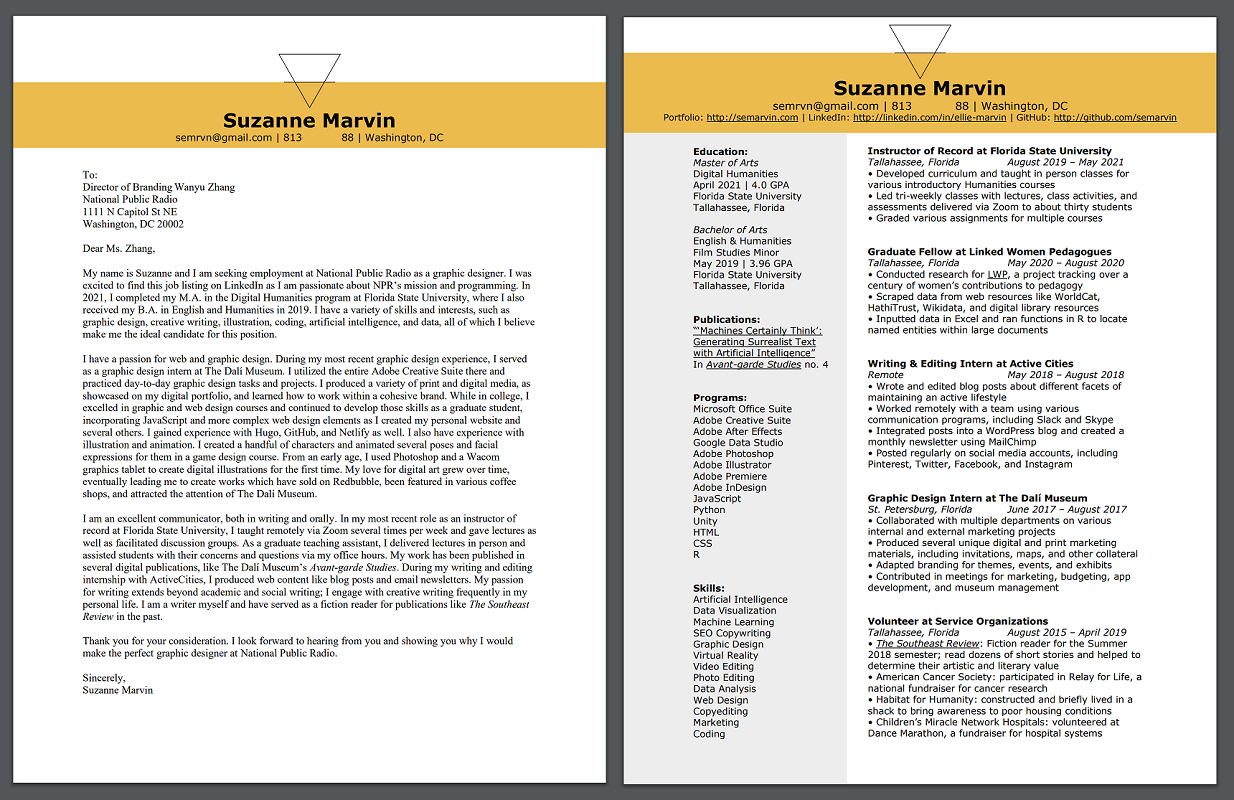 Suzanne Marvin
semrvn@gmail.com | 813 88 | Washington, DC
To:
Director of Branding Wanyu Zhang
National Public Radio
1111 N Capitol St NE
Washington, DC 20002
Dear Ms. Zhang,
My name is Suzanne and I am seeking employment at National Public Radio as a graphic designer. I was
excited to find this job listing on LinkedIn as I am passionate about NPR's mission and programming. In
2021, I completed my M.A. in the Digital Humanities program at Florida State University, where I also
received my B.A. in English and Humanities in 2019. I have a variety of skills and interests, such as
graphic design, creative writing, illustration, coding, artificial intelligence, and data, all of which I believe
make me the ideal candidate for this position.
I have a passion for web and graphic design. During my most recent graphic design experience, I served
as a graphic design intern at The Dalí Museum. I utilized the entire Adobe Creative Suite there and
practiced day-to-day graphic design tasks and projects. I produced a variety of print and digital media, as
showcased on my digital portfolio, and learned how to work within a cohesive brand. While in college, I
excelled in graphic and web design courses and continued to develop those skills as a graduate student,
incorporating JavaScript and more complex web design elements as I created my personal website and
several others. I gained experience with Hugo, GitHub, and Netlify as well. I also have experience with
illustration and animation. I created a handful of characters and animated several poses and facial
expressions for them in a game design course. From an early age, I used Photoshop and a Wacom
graphics tablet to create digital illustrations for the first time. My love for digital art grew over time,
eventually leading me to create works which have sold on Redbubble, been featured in various coffee
shops, and attracted the attention of The Dalí Museum.
I am an excellent communicator, both in writing and orally. In my most recent role as an instructor of
record at Florida State University, I taught remotely via Zoom several times per week and gave lectures as
well as facilitated discussion groups. As a graduate teaching assistant, I delivered lectures in person and
assisted students with their concerns and questions via my office hours. My work has been published in
several digital publications, like The Dalí Museum's Avant-garde Studies. During my writing and editing
internship with ActiveCities, I produced web content like blog posts and email newsletters. My passion
for writing extends beyond academic and social writing; I engage with creative writing frequently in my
personal life. I am a writer myself and have served as a fiction reader for publications like The Southeast
Review in the past.
Thank you for your consideration. I look forward to hearing from you and showing you why I would
make the perfect graphic designer at National Public Radio.
Sincerely,
Suzanne Marvin
Suzanne Marvin
semrvn@gmail.com | 813 88 | Washington, DC
Portfolio: http://semarvin.com | LinkedIn: http://linkedin.com/in/ellie-marvin | GitHub: http://github.com/semarvin
Education:
Master of Arts
Digital Humanities
April 2021 | 4.0 GPA
Florida State University
Tallahassee, Florida
Bachelor of Arts
English & Humanities
Film Studies Minor
May 2019 | 3.96 GPA
Florida State University
Tallahassee, Florida
Publications:
"'Machines Certainly Think':
Generating Surrealist Text
with Artificial Intelligence"
In Avant-garde Studies no. 4
Programs:
Microsoft Office Suite
Adobe Creative Suite
Adobe After Effects
Google Data Studio
Adobe Photoshop
Adobe Illustrator
Adobe Premiere
Adobe InDesign
JavaScript
Python
Unity
HTML
CSS
R
Skills:
Artificial Intelligence
Data Visualization
Machine Learning
SEO Copywriting
Graphic Design
Virtual Reality
Video Editing
Photo Editing
Data Analysis
Web Design
Copyediting
Marketing
Coding
Instructor of Record at Florida State University
Tallahassee, Florida August 2019 – May 2021
• Developed curriculum and taught in person classes for
various introductory Humanities courses
• Led tri-weekly classes with lectures, class activities, and
assessments delivered via Zoom to about thirty students
• Graded various assignments for multiple courses
Graduate Fellow at Linked Women Pedagogues
Tallahassee, Florida May 2020 – August 2020
• Conducted research for LWP, a project tracking over a
century of women's contributions to pedagogy
• Scraped data from web resources like WorldCat,
HathiTrust, Wikidata, and digital library resources
• Inputted data in Excel and ran functions in R to locate
named entities within large documents
Writing & Editing Intern at Active Cities
Remote May 2018 – August 2018
• Wrote and edited blog posts about different facets of
maintaining an active lifestyle
• Worked remotely with a team using various
communication programs, including Slack and Skype
• Integrated posts into a WordPress blog and created a
monthly newsletter using MailChimp
• Posted regularly on social media accounts, including
Pinterest, Twitter, Facebook, and Instagram
Graphic Design Intern at The Dalí Museum
St. Petersburg, Florida June 2017 – August 2017
• Collaborated with multiple departments on various
internal and external marketing projects
• Produced several unique digital and print marketing
materials, including invitations, maps, and other collateral
• Adapted branding for themes, events, and exhibits
• Contributed in meetings for marketing, budgeting, app
development, and museum management
Volunteer at Service Organizations
Tallahassee, Florida August 2015 – April 2019
• The Southeast Review: Fiction reader for the Summer
2018 semester; read dozens of short stories and helped to
determine their artistic and literary value
• American Cancer Society: participated in Relay for Life, a
national fundraiser for cancer research
• Habitat for Humanity: constructed and briefly lived in a
shack to bring awareness to poor housing conditions
• Children's Miracle Network Hospitals: volunteered at
Dance Marathon, a fundraiser for hospital systems